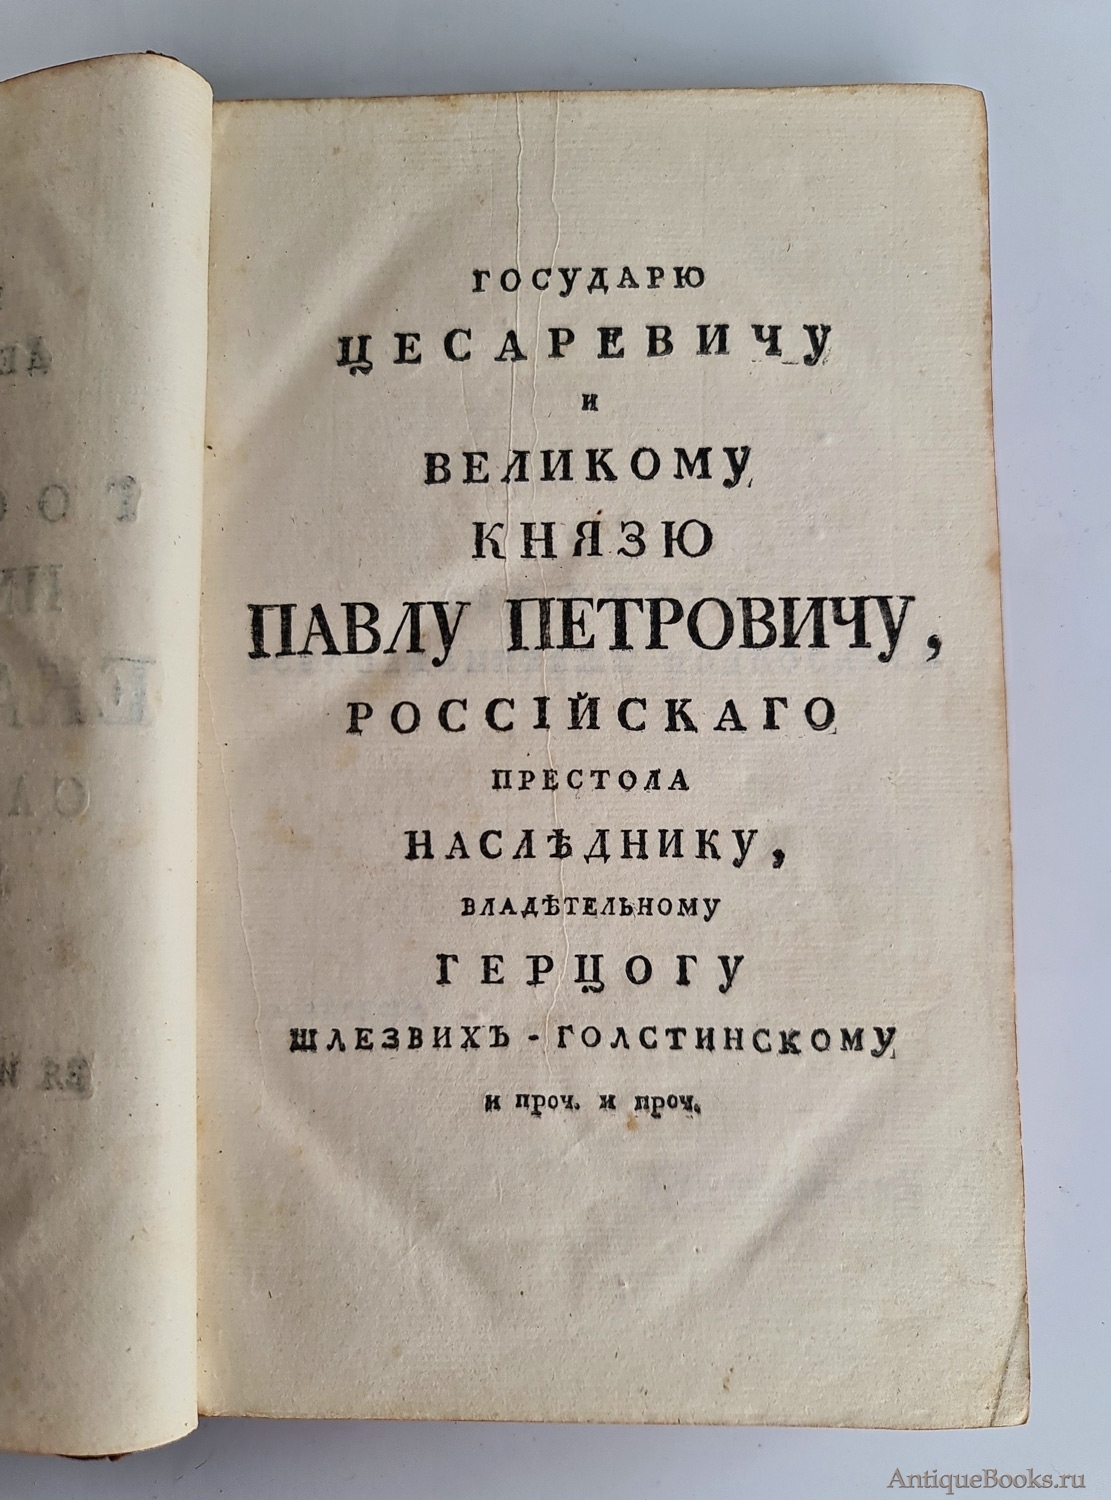 ГОСУДАРЮ
ЦЕСАРЕВИЧУ
И
ВЕЛИКОМУ
КНЯЗЮ
ПАВЛУ ПЕТРОВИЧУ,
РОССІЙСКАГО
ПРЕСТОЛА
НАСЛѢДНИКУ,
ВЛАДѢТЕЛЬНОМУ
ГЕРЦОГУ
ШЛЕЗВИХЪ - ГОЛСТИНСКОМУ
и проч. и проч.
AntiqueBooks.ru